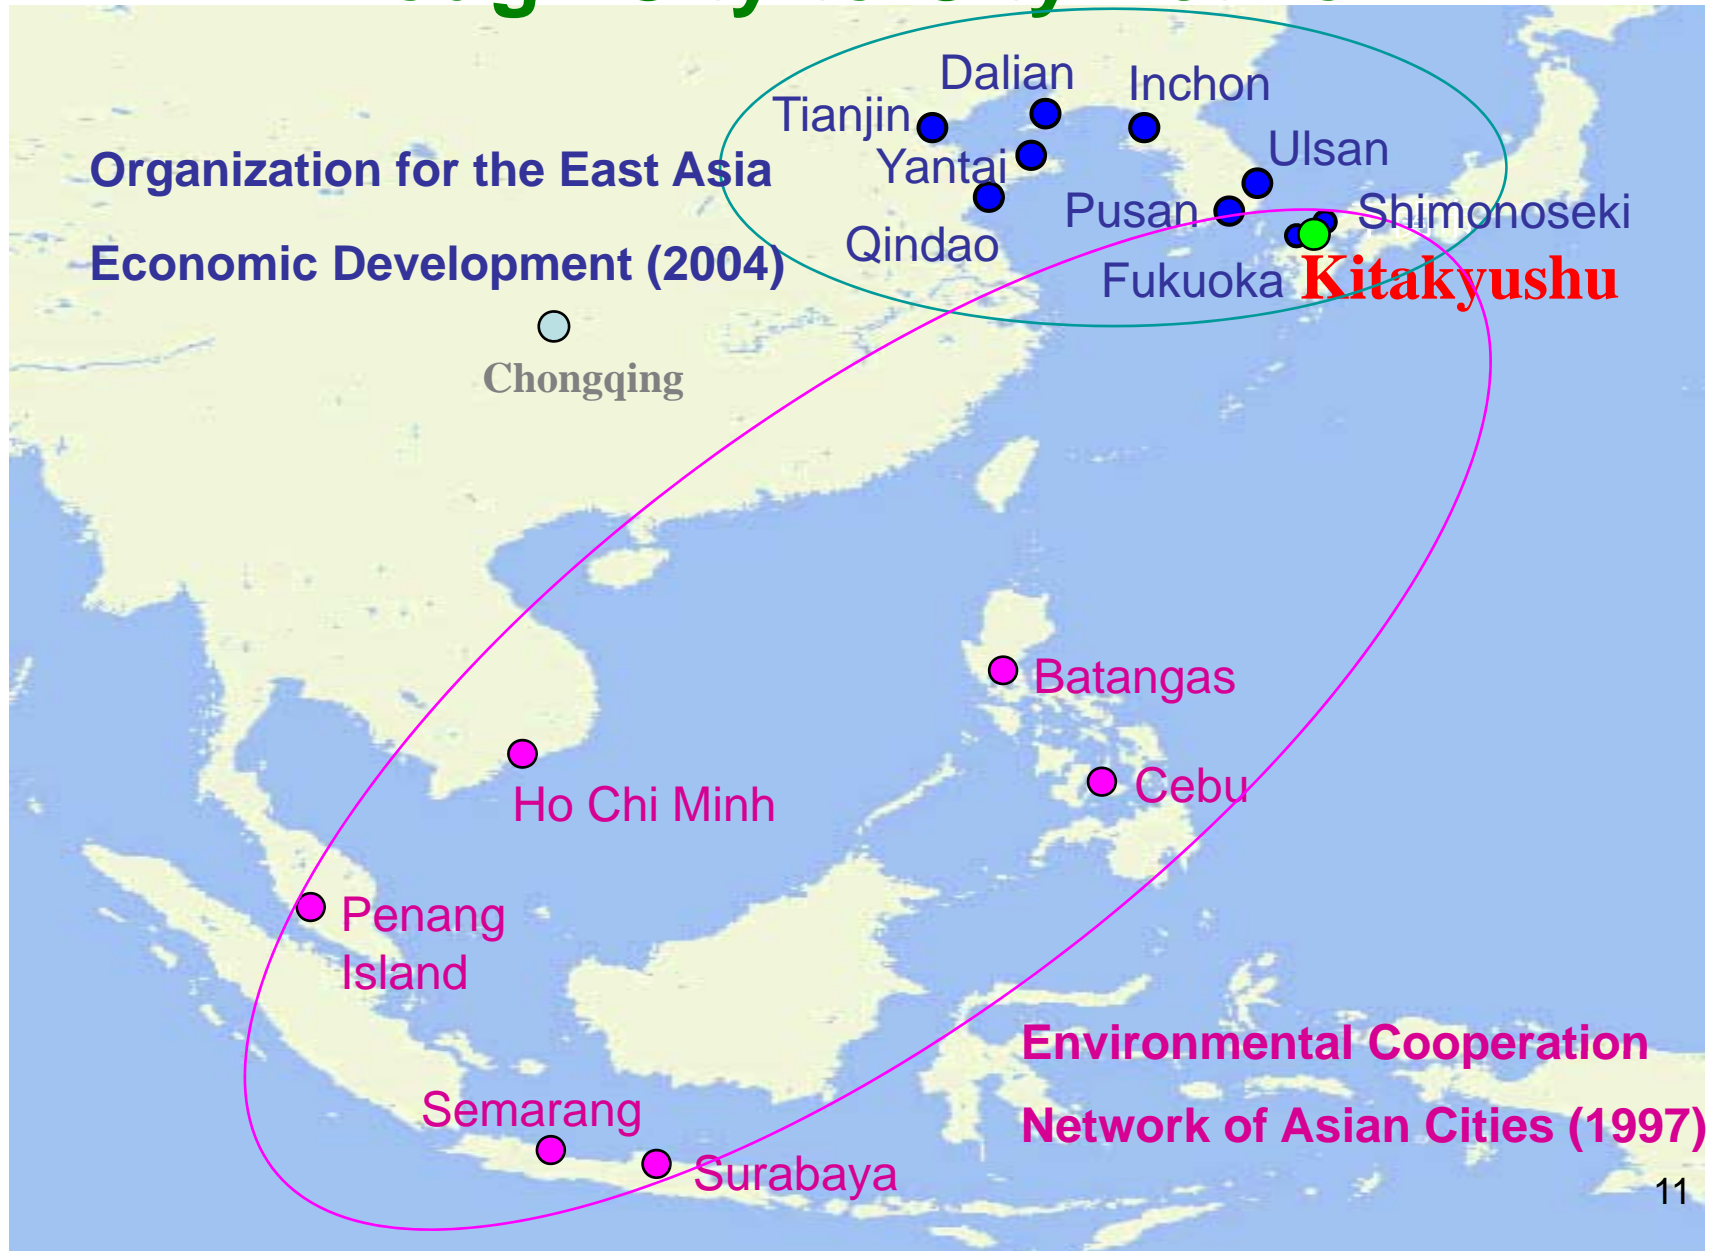 Dalian
Inchon
Tianjin
Ulsan
Organization for the East Asia
Yantai
Pusan
Shimonoseki
Qindao
Economic Development (2004)
Fukuoka
Kitakyushu
Chongqing
Batangas
Cebu
Ho Chi Minh
Penang
Island
Environmental Cooperation
Semarang
Network of Asian Cities (1997)
Surabaya
11